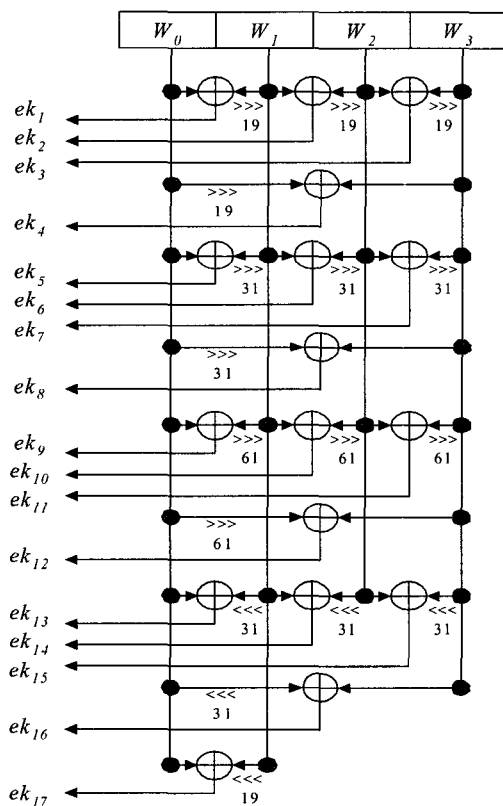 W0 W1 W2 W3
>>> >>> >>>
ek1 19 19 19
ek2
ek3
>>>
ek4 19
>>> >>> >>>
ek5 31 31 31
ek6
ek7
>>>
ek8 31
>>> >>> >>>
ek9 61 61 61
ek10
ek11
>>>
ek12 61
<<< <<< <<<
ek13 31 31 31
ek14
ek15
<<<
ek16 31
<<<
ek17 19